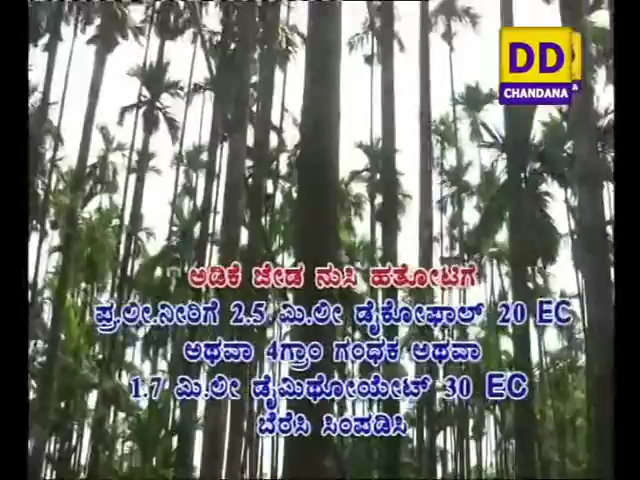 DD
CHANDANA
ಅಡಿಕೆ ಜೇಡ ನುಸಿ ಹತೋಟಿಗೆ
ಪ್ರ.ಲೀ.ನೀರಿಗೆ 2.5 ಮಿ.ಲೀ ಡೈಕೋಫಾಲ್ 20 EC
ಅಥವಾ 4ಗ್ರಾಂ ಗಂಧಕ ಅಥವಾ
1.7 ಮಿ.ಲೀ ಡೈಮಿಥೋಯೇಟ್ 30 EC
ಬೆರೆಸಿ ಸಿಂಪಡಿಸಿ